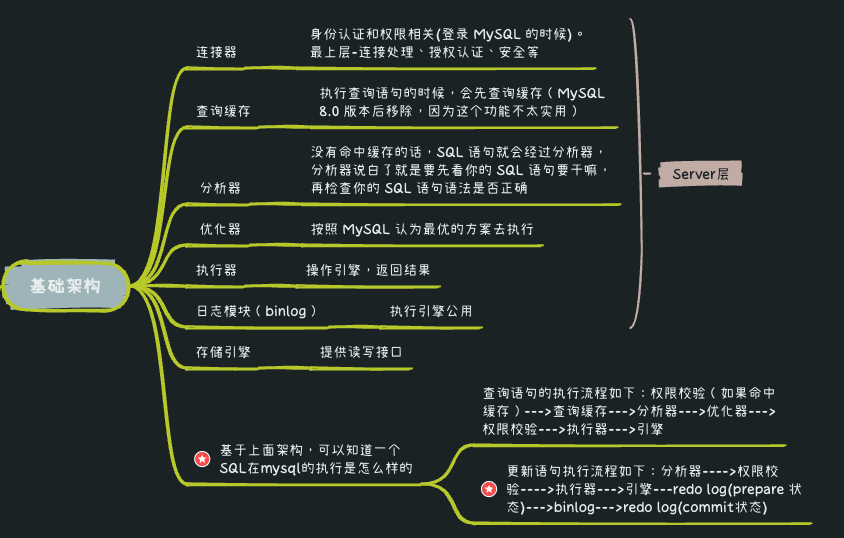 基础架构
连接器
身份认证和权限相关(登录 MySQL 的时候)。
最上层-连接处理、授权认证、安全等
查询缓存
执行查询语句的时候，会先查询缓存（MySQL
8.0 版本后移除，因为这个功能不太实用）
分析器
没有命中缓存的话，SQL 语句就会经过分析器，
分析器说白了就是要先看你的 SQL 语句要干嘛，
再检查你的 SQL 语句语法是否正确
优化器
按照 MySQL 认为最优的方案去执行
执行器
操作引擎，返回结果
日志模块（binlog）
执行引擎公用
Server层
存储引擎
提供读写接口
基于上面架构，可以知道一个
SQL在mysql的执行是怎么样的
查询语句的执行流程如下：权限校验（如果命中
缓存）--->查询缓存--->分析器--->优化器--->
权限校验--->执行器--->引擎
更新语句执行流程如下：分析器---->权限校
验---->执行器--->引擎---redo log(prepare 状
态)--->binlog--->redo log(commit状态)